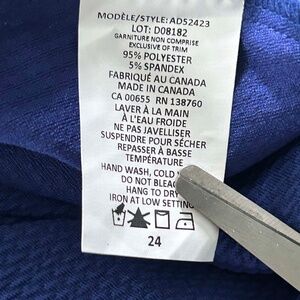 MODÈLE/STYLE: AD52423
LOT: D08182
GARNITURE NON COMPRISE
EXCLUSIVE OF TRIM
95% POLYESTER
5% SPANDEX
FABRIQUÉ AU CANADA
MADE IN CANADA
CA 00655 RN 138760
LAVER À LA MAIN
À L'EAU FROIDE
NE PAS JAVELLISER
SUSPENDRE POUR SÉCHER
REPASSER À BASSE
TEMPÉRATURE
HAND WASH, COLD
DO NOT
HANG TO DRY
IRON AT LOW SETTING
24